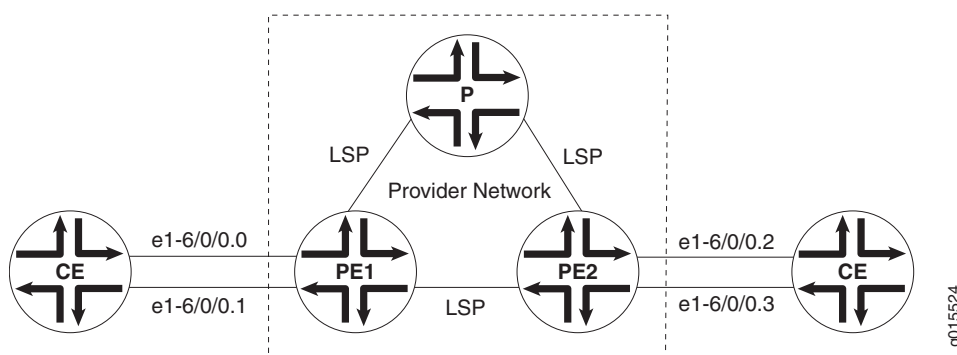 P
LSP
LSP
Provider Network
e1-6/0/0.0
e1-6/0/0.2
CE
PE1
PE2
CE
e1-6/0/0.1
LSP
e1-6/0/0.3
g015524